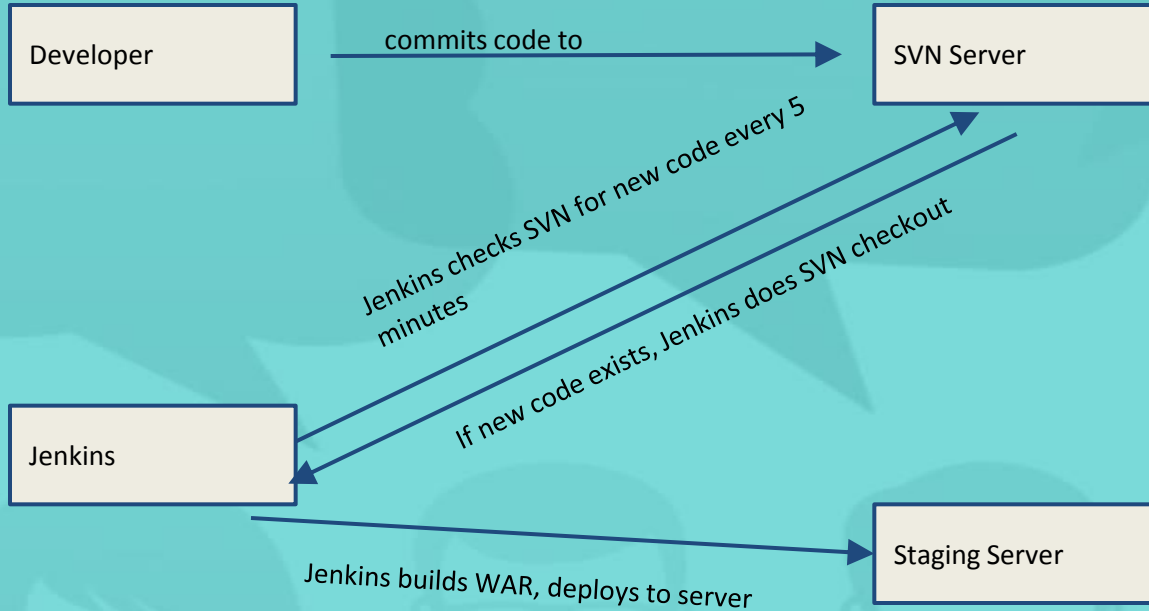 Developer
commits code to
SVN Server
Jenkins checks SVN for new code every 5
minutes
If new code exists, Jenkins does SVN checkout
Jenkins
Staging Server
Jenkins builds WAR, deploys to server